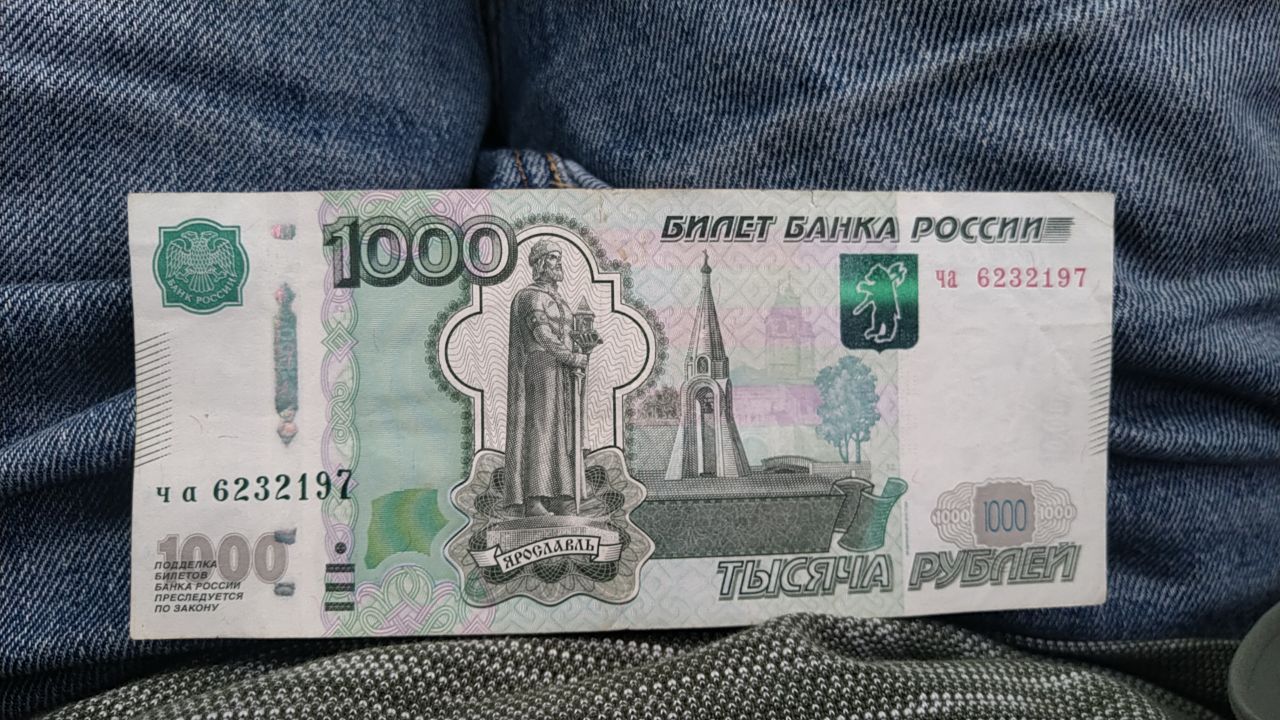 БАНК РОССИИ
1000
БИЛЕТ БАНКА РОССИИ
ча 6232197
ча 6232197
1000
ПОДДЕЛКА
БИЛЕТОВ
БАНКА РОССИИ
ПРЕСЛЕДУЕТСЯ
ПО ЗАКОНУ
ЯРОСЛАВЛЬ
1000 1000 1000
ТЫСЯЧА РУБЛЕЙ